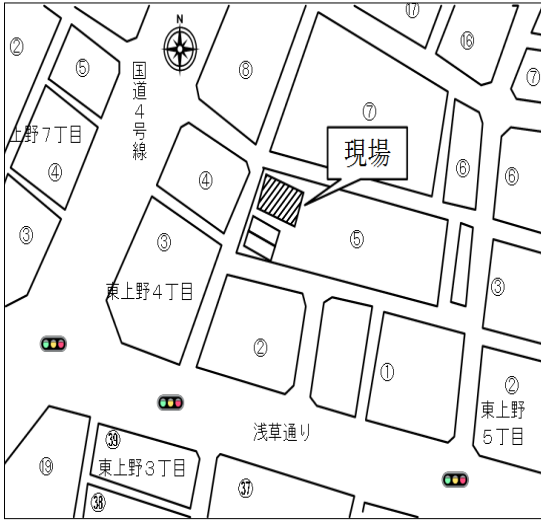 N
⑰
②
⑯
⑤
国道4号線
⑧
⑦
⑦
上野7丁目
現場
④
④
⑥
⑥
③
③
⑤
③
東上野4丁目
②
①
②
東上野
5丁目
浅草通り
㊴
⑲
東上野3丁目
㊲
㊳